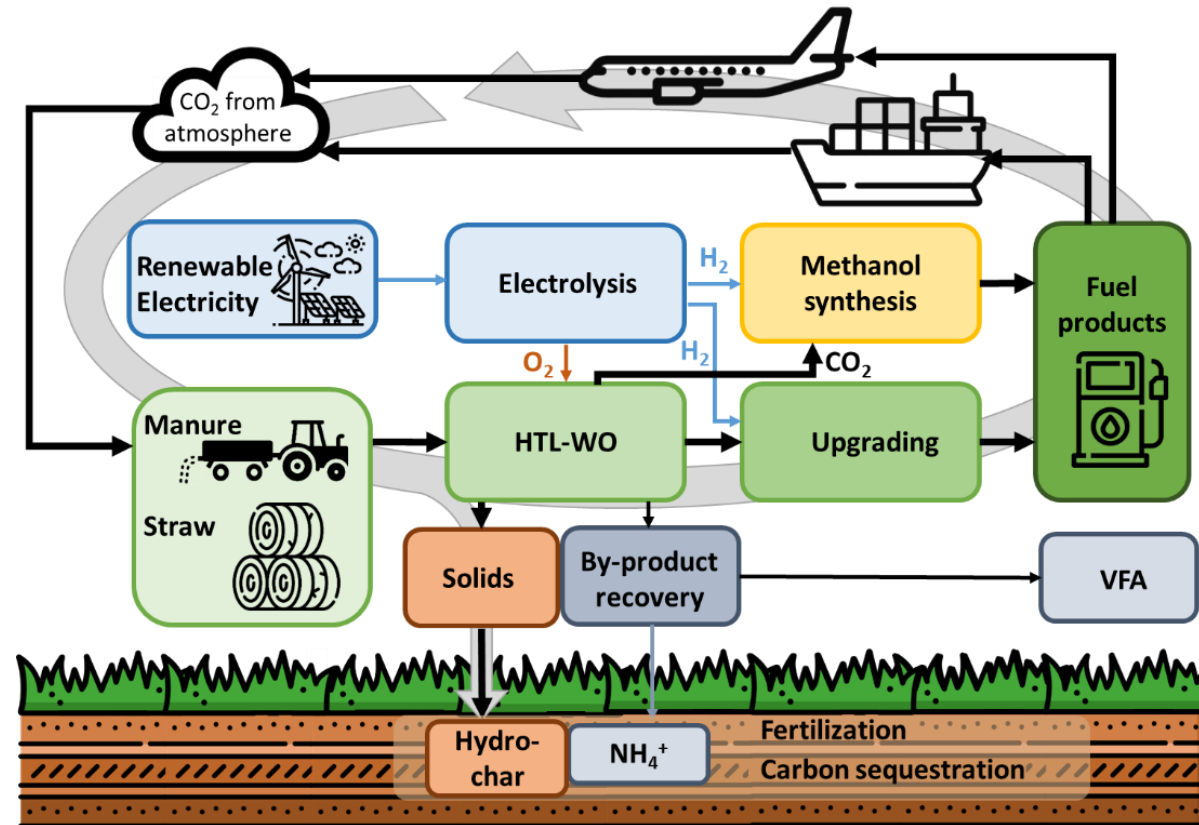 CO₂ from
atmosphere
Renewable
Electricity
Electrolysis
H₂
Methanol
synthesis
Fuel
products
O₂
H₂
CO₂
Manure
Straw
HTL-WO
Upgrading
Solids
By-product
recovery
VFA
Hydro-
char
NH₄⁺
Fertilization
Carbon sequestration